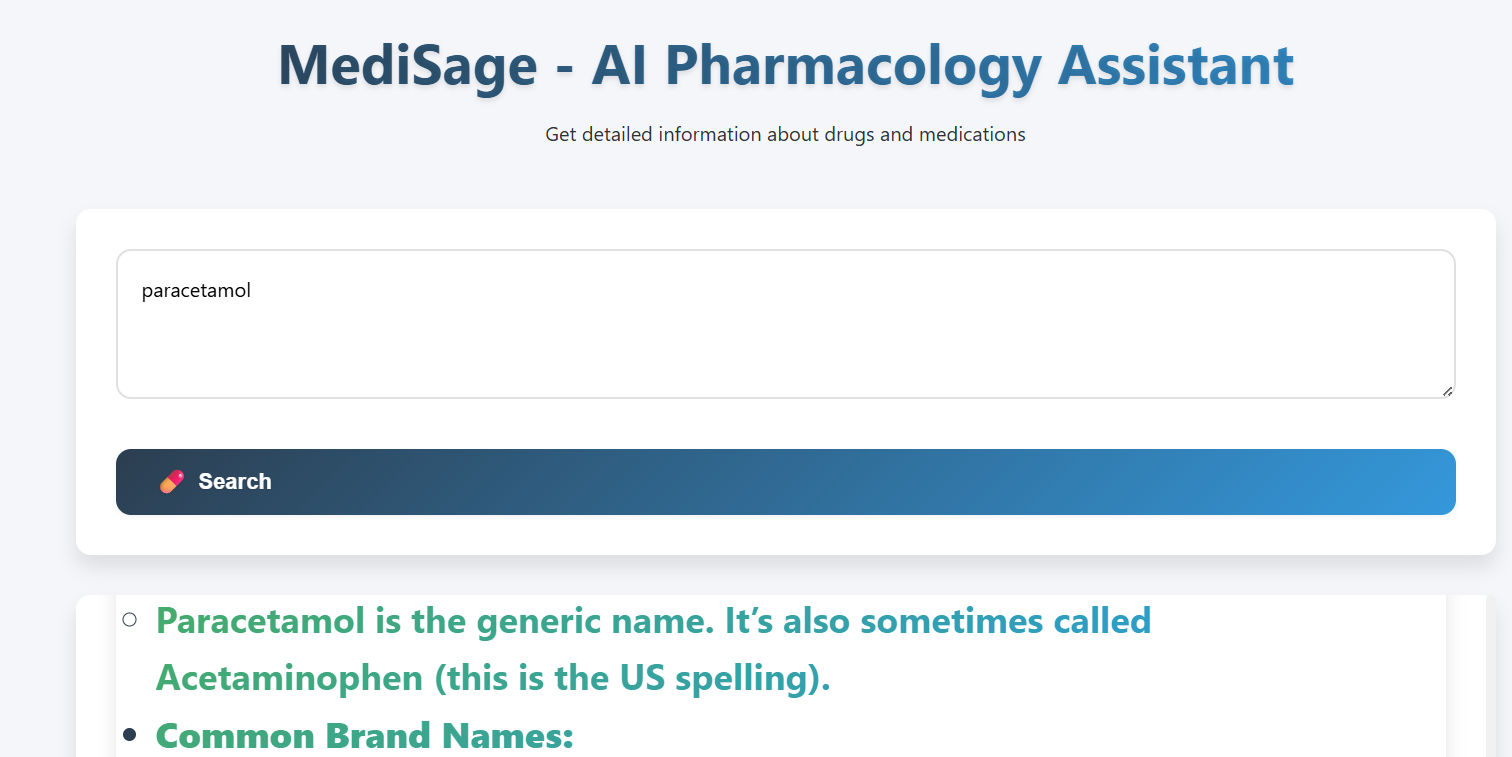 MediSage - AI Pharmacology Assistant
Get detailed information about drugs and medications
paracetamol
Search
Paracetamol is the generic name. It’s also sometimes called
Acetaminophen (this is the US spelling).
Common Brand Names: